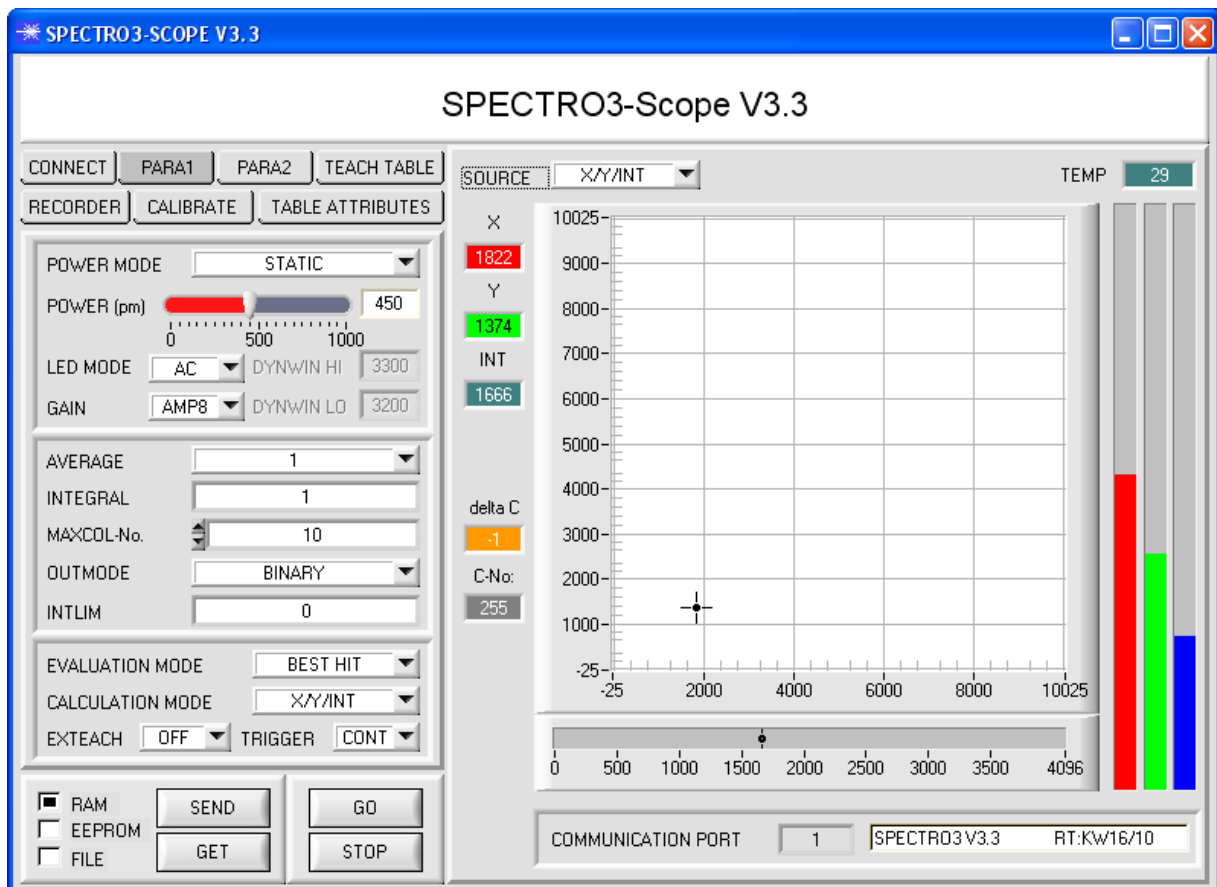 SPECTRO3-SCOPE V3.3
SPECTRO3-Scope V3.3
CONNECT PARA1 PARA2 TEACH TABLE
RECORDER CALIBRATE TABLE ATTRIBUTES
POWER MODE STATIC
POWER (pm) 450
0 500 1000
LED MODE AC DYNWIN HI 3300
GAIN AMP8 DYNWIN LO 3200
AVERAGE 1
INTEGRAL 1
MAXCOL-No. 10
OUTMODE BINARY
INTLIM 0
EVALUATION MODE BEST HIT
CALCULATION MODE X/Y/INT
EXTEACH OFF TRIGGER CONT
RAM
EEPROM
FILE
SEND
GET
GO
STOP
SOURCE X/Y/INT
TEMP 29
X
1822
Y
1374
INT
1666
delta C
-1
C-No:
255
10025
9000
8000
7000
6000
5000
4000
3000
2000
1000
-25
-25 2000 4000 6000 8000 10025
0 500 1000 1500 2000 2500 3000 3500 4096
COMMUNICATION PORT 1 SPECTRO3 V3.3 RT:KW16/10